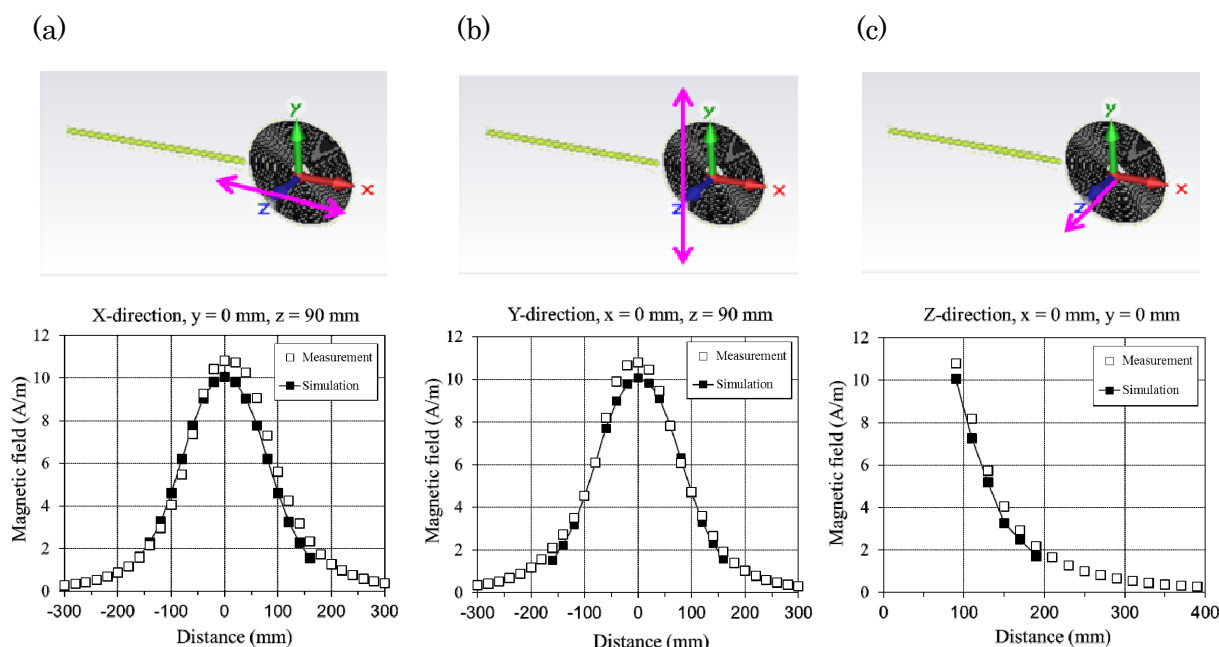 (a)
(b)
(c)
Y
X
Z
Y
X
Z
Y
X
Z
X-direction, y = 0 mm, z = 90 mm
12
10
8
6
4
2
0
Magnetic field (A/m)
Measurement
Simulation
-300 -200 -100 0 100 200 300
Distance (mm)
Y-direction, x = 0 mm, z = 90 mm
12
10
8
6
4
2
0
Magnetic field (A/m)
Measurement
Simulation
-300 -200 -100 0 100 200 300
Distance (mm)
Z-direction, x = 0 mm, y = 0 mm
12
10
8
6
4
2
0
Magnetic field (A/m)
Measurement
Simulation
0 100 200 300 400
Distance (mm)